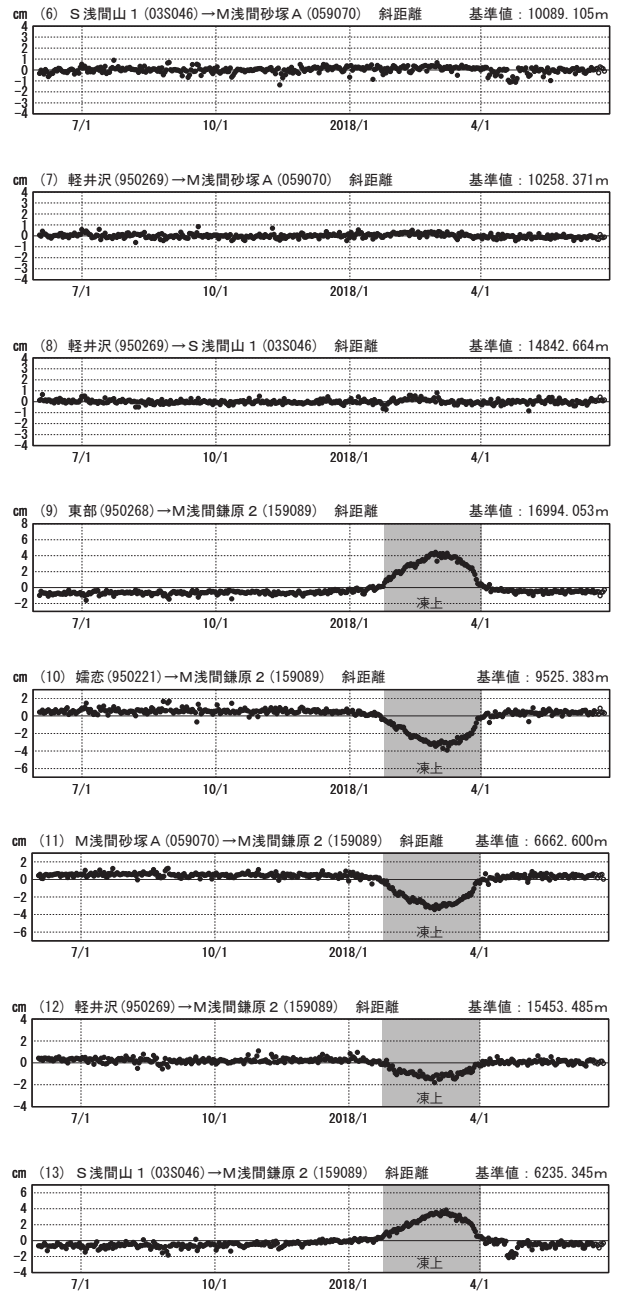 cm (6) S浅間山1(03S046)→M浅間砂塚A(059070) 斜距離 基準値：10089.105m
4
3
2
1
0
-1
-2
-3
-4
7/1 10/1 2018/1 4/1
cm (7) 軽井沢(950269)→M浅間砂塚A(059070) 斜距離 基準値：10258.371m
4
3
2
1
0
-1
-2
-3
-4
7/1 10/1 2018/1 4/1
cm (8) 軽井沢(950269)→S浅間山1(03S046) 斜距離 基準値：14842.664m
4
3
2
1
0
-1
-2
-3
-4
7/1 10/1 2018/1 4/1
cm (9) 東部(950268)→M浅間鎌原2(159089) 斜距離 基準値：16994.053m
8
6
4
2
0
-2
凍上
7/1 10/1 2018/1 4/1
cm (10) 嬬恋(950221)→M浅間鎌原2(159089) 斜距離 基準値：9525.383m
2
0
-2
-4
-6
凍上
7/1 10/1 2018/1 4/1
cm (11) M浅間砂塚A(059070)→M浅間鎌原2(159089) 斜距離 基準値：6662.600m
2
0
-2
-4
-6
凍上
7/1 10/1 2018/1 4/1
cm (12) 軽井沢(950269)→M浅間鎌原2(159089) 斜距離 基準値：15453.485m
4
2
0
-2
-4
凍上
7/1 10/1 2018/1 4/1
cm (13) S浅間山1(03S046)→M浅間鎌原2(159089) 斜距離 基準値：6235.345m
6
4
2
0
-2
-4
凍上
7/1 10/1 2018/1 4/1